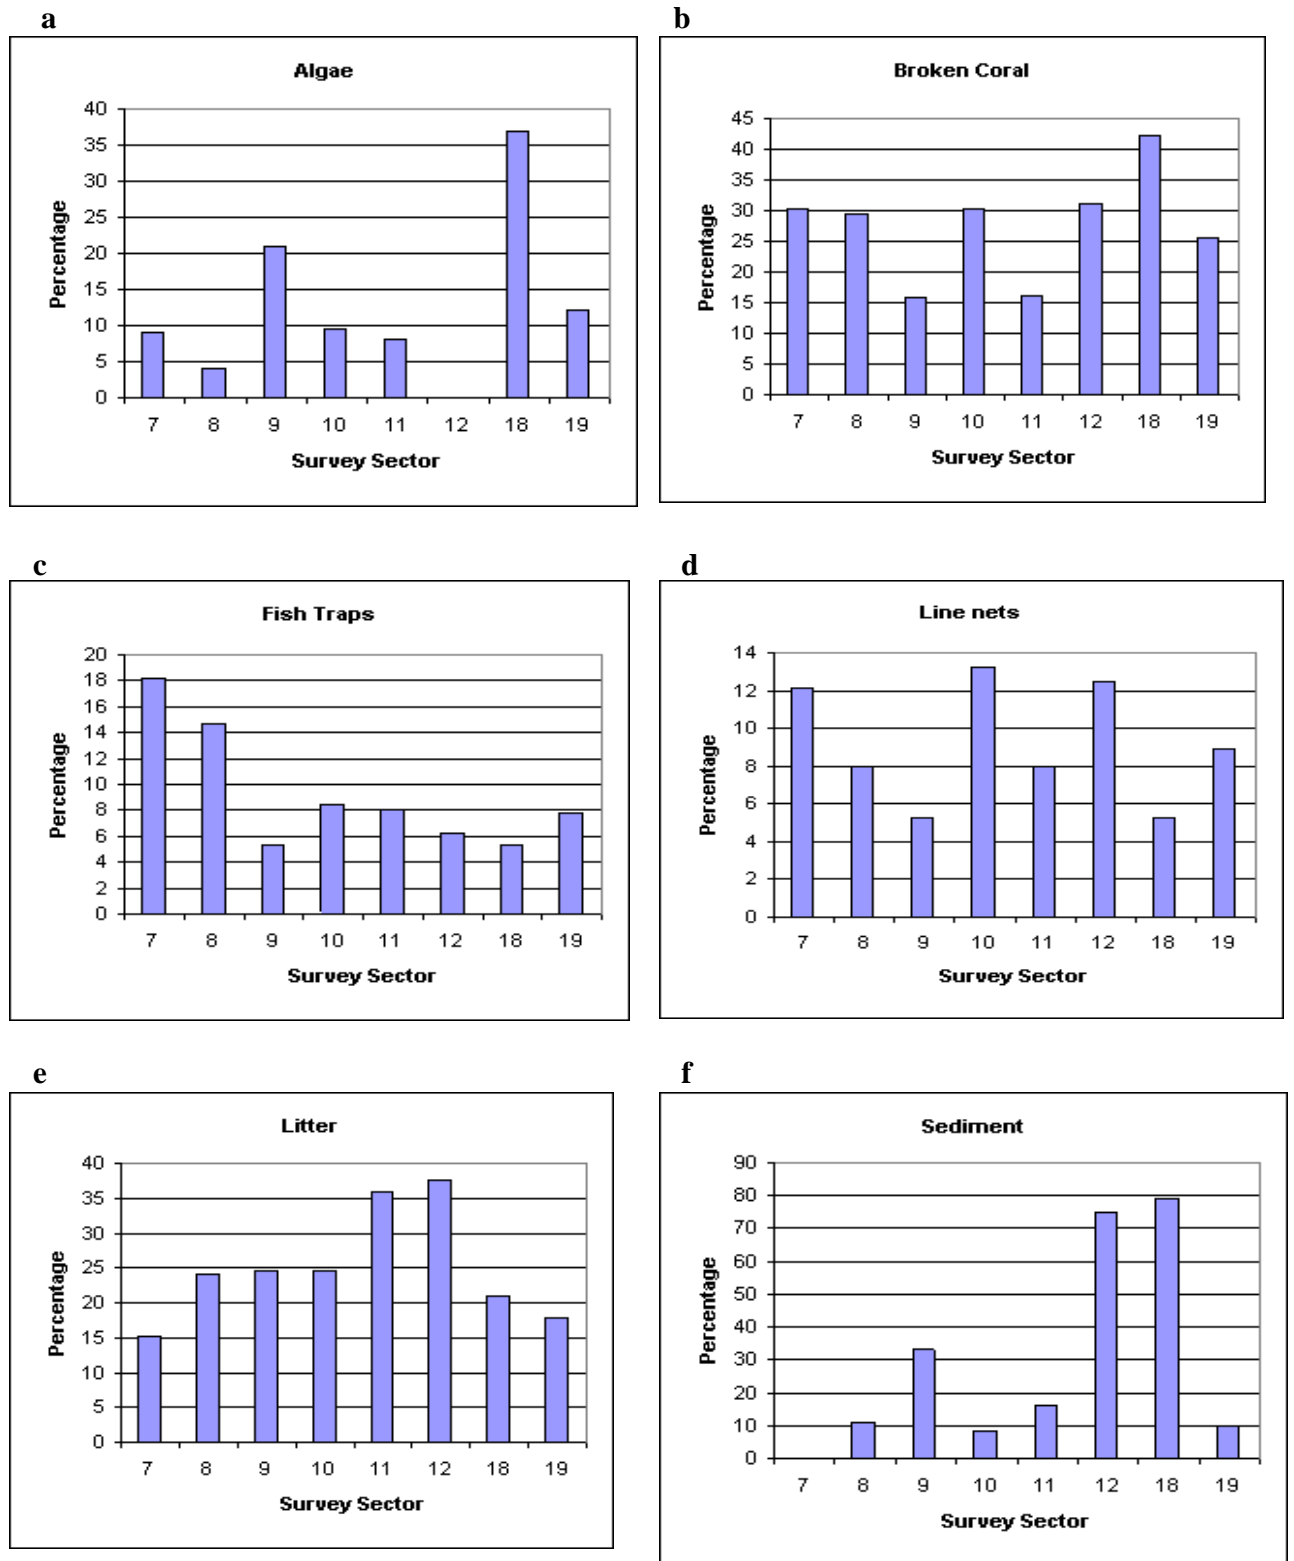 a
Algae
40
35
30
25
20
15
10
5
0
Percentage
7 8 9 10 11 12 18 19
Survey Sector
b
Broken Coral
45
40
35
30
25
20
15
10
5
0
Percentage
7 8 9 10 11 12 18 19
Survey Sector
c
Fish Traps
20
18
16
14
12
10
8
6
4
2
0
Percentage
7 8 9 10 11 12 18 19
Survey Sector
d
Line nets
14
12
10
8
6
4
2
0
Percentage
7 8 9 10 11 12 18 19
Survey Sector
e
Litter
40
35
30
25
20
15
10
5
0
Percentage
7 8 9 10 11 12 18 19
Survey Sector
f
Sediment
90
80
70
60
50
40
30
20
10
0
Percentage
7 8 9 10 11 12 18 19
Survey Sector